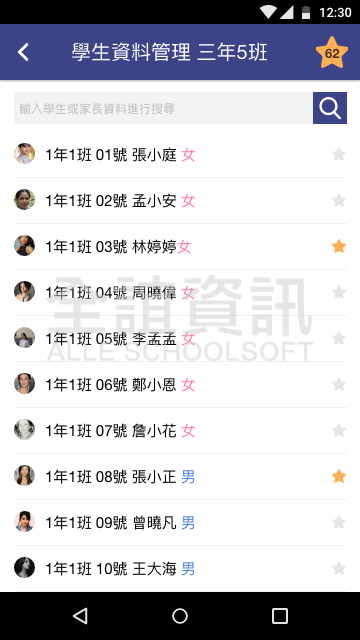 12:30
學生資料管理 三年5班
62
輸入學生或家長資料進行搜尋
1年1班 01號 張小庭 女
1年1班 02號 孟小安 女
1年1班 03號 林婷婷女
1年1班 04號 周曉偉 女
全誼資訊
1年1班 05號 李孟孟 女
ALLE SCHOOLSOFT
1年1班 06號 鄭小恩 女
1年1班 07號 詹小花 女
1年1班 08號 張小正 男
1年1班 09號 曾曉凡 男
1年1班 10號 王大海 男